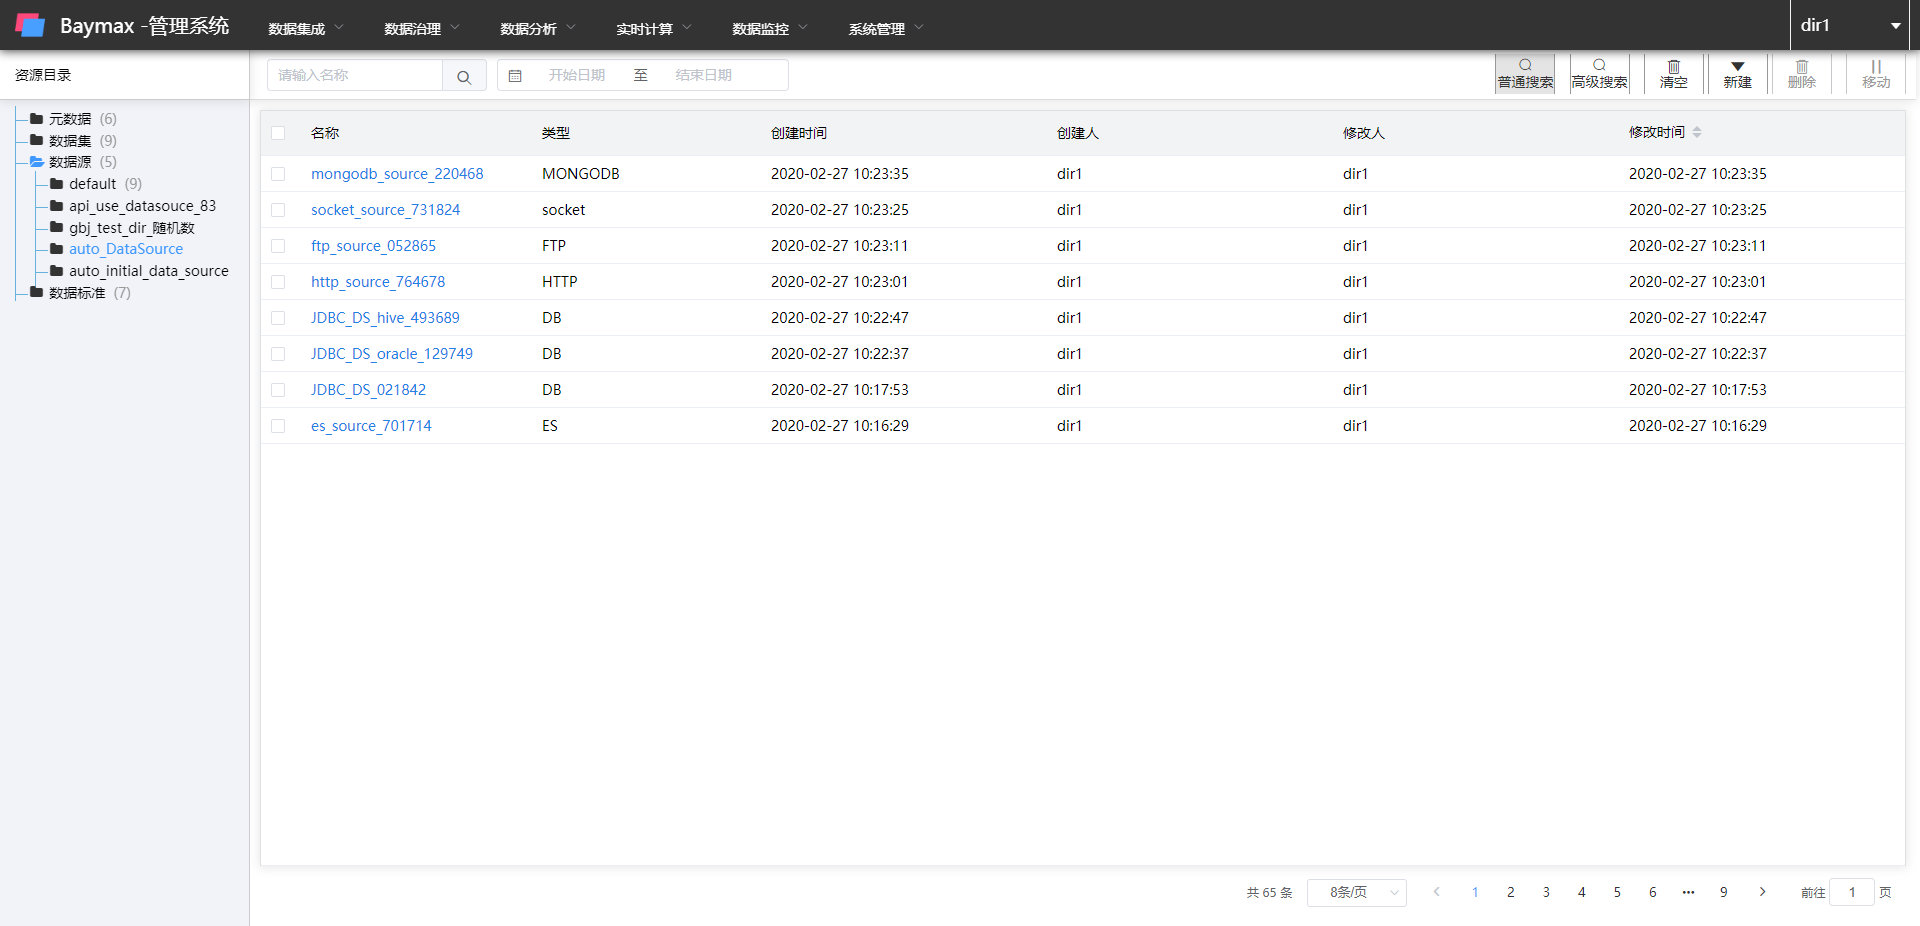 Baymax -管理系统 数据集成 数据治理 数据分析 实时计算 数据监控 系统管理 dir1
资源目录
元数据 (6)
数据集 (9)
数据源 (5)
default (9)
api_use_datasouce_83
gbj_test_dir_随机数
auto_DataSource
auto_initial_data_source
数据标准 (7)
请输入名称 开始日期 至 结束日期 普通搜索 高级搜索 清空 新建 删除 移动
名称 类型 创建时间 创建人 修改人 修改时间
mongodb_source_220468 MONGODB 2020-02-27 10:23:35 dir1 dir1 2020-02-27 10:23:35
socket_source_731824 socket 2020-02-27 10:23:25 dir1 dir1 2020-02-27 10:23:25
ftp_source_052865 FTP 2020-02-27 10:23:11 dir1 dir1 2020-02-27 10:23:11
http_source_764678 HTTP 2020-02-27 10:23:01 dir1 dir1 2020-02-27 10:23:01
JDBC_DS_hive_493689 DB 2020-02-27 10:22:47 dir1 dir1 2020-02-27 10:22:47
JDBC_DS_oracle_129749 DB 2020-02-27 10:22:37 dir1 dir1 2020-02-27 10:22:37
JDBC_DS_021842 DB 2020-02-27 10:17:53 dir1 dir1 2020-02-27 10:17:53
es_source_701714 ES 2020-02-27 10:16:29 dir1 dir1 2020-02-27 10:16:29
共 65 条 8条/页 1 2 3 4 5 6 ••• 9 前往 1 页